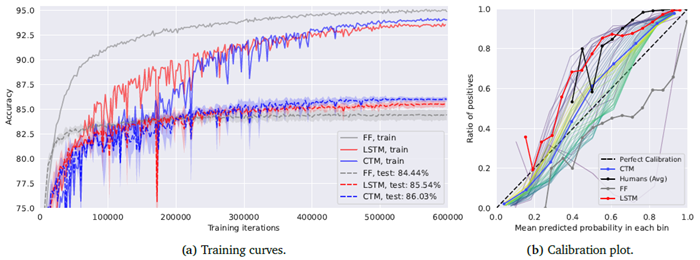 95.0
92.5
90.0
87.5
85.0
82.5
80.0
77.5
75.0
Accuracy
0
100000
200000
300000
400000
500000
600000
Training iterations
FF, train
LSTM, train
CTM, train
FF, test: 84.44%
LSTM, test: 85.54%
CTM, test: 86.03%
(a) Training curves.
1.0
0.8
0.6
0.4
0.2
0.0
Ratio of positives
0.0
0.2
0.4
0.6
0.8
1.0
Mean predicted probability in each bin
Perfect Calibration
CTM
Humans (Avg)
FF
LSTM
(b) Calibration plot.